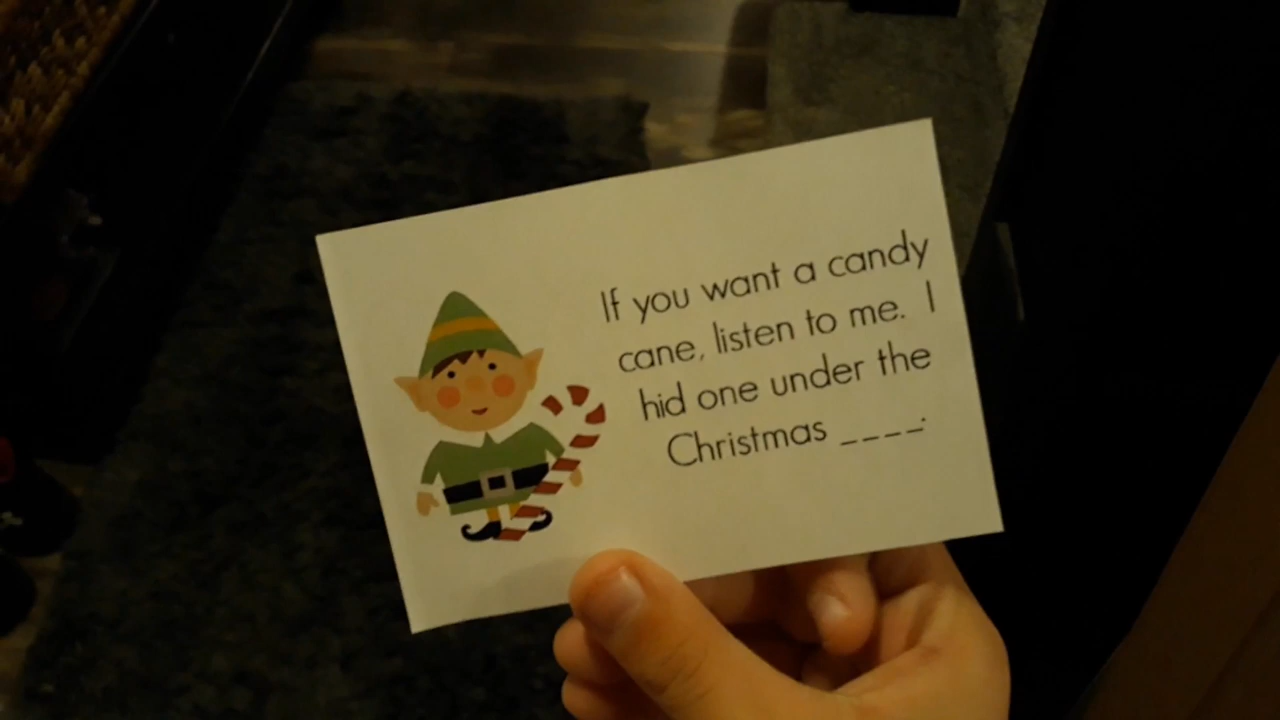 If you want a candy
cane, listen to me. I
hid one under the
Christmas ____.